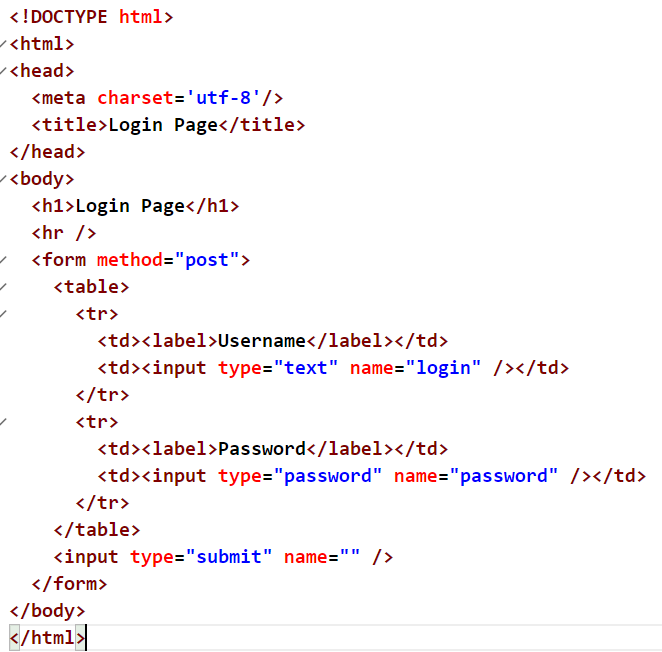 <!DOCTYPE html>
<html>
<head>
  <meta charset='utf-8'/>
  <title>Login Page</title>
</head>
<body>
  <h1>Login Page</h1>
  <hr />
  <form method="post">
    <table>
      <tr>
        <td><label>Username</label></td>
        <td><input type="text" name="login" /></td>
      </tr>
      <tr>
        <td><label>Password</label></td>
        <td><input type="password" name="password" /></td>
      </tr>
    </table>
    <input type="submit" name="" />
  </form>
</body>
</html>